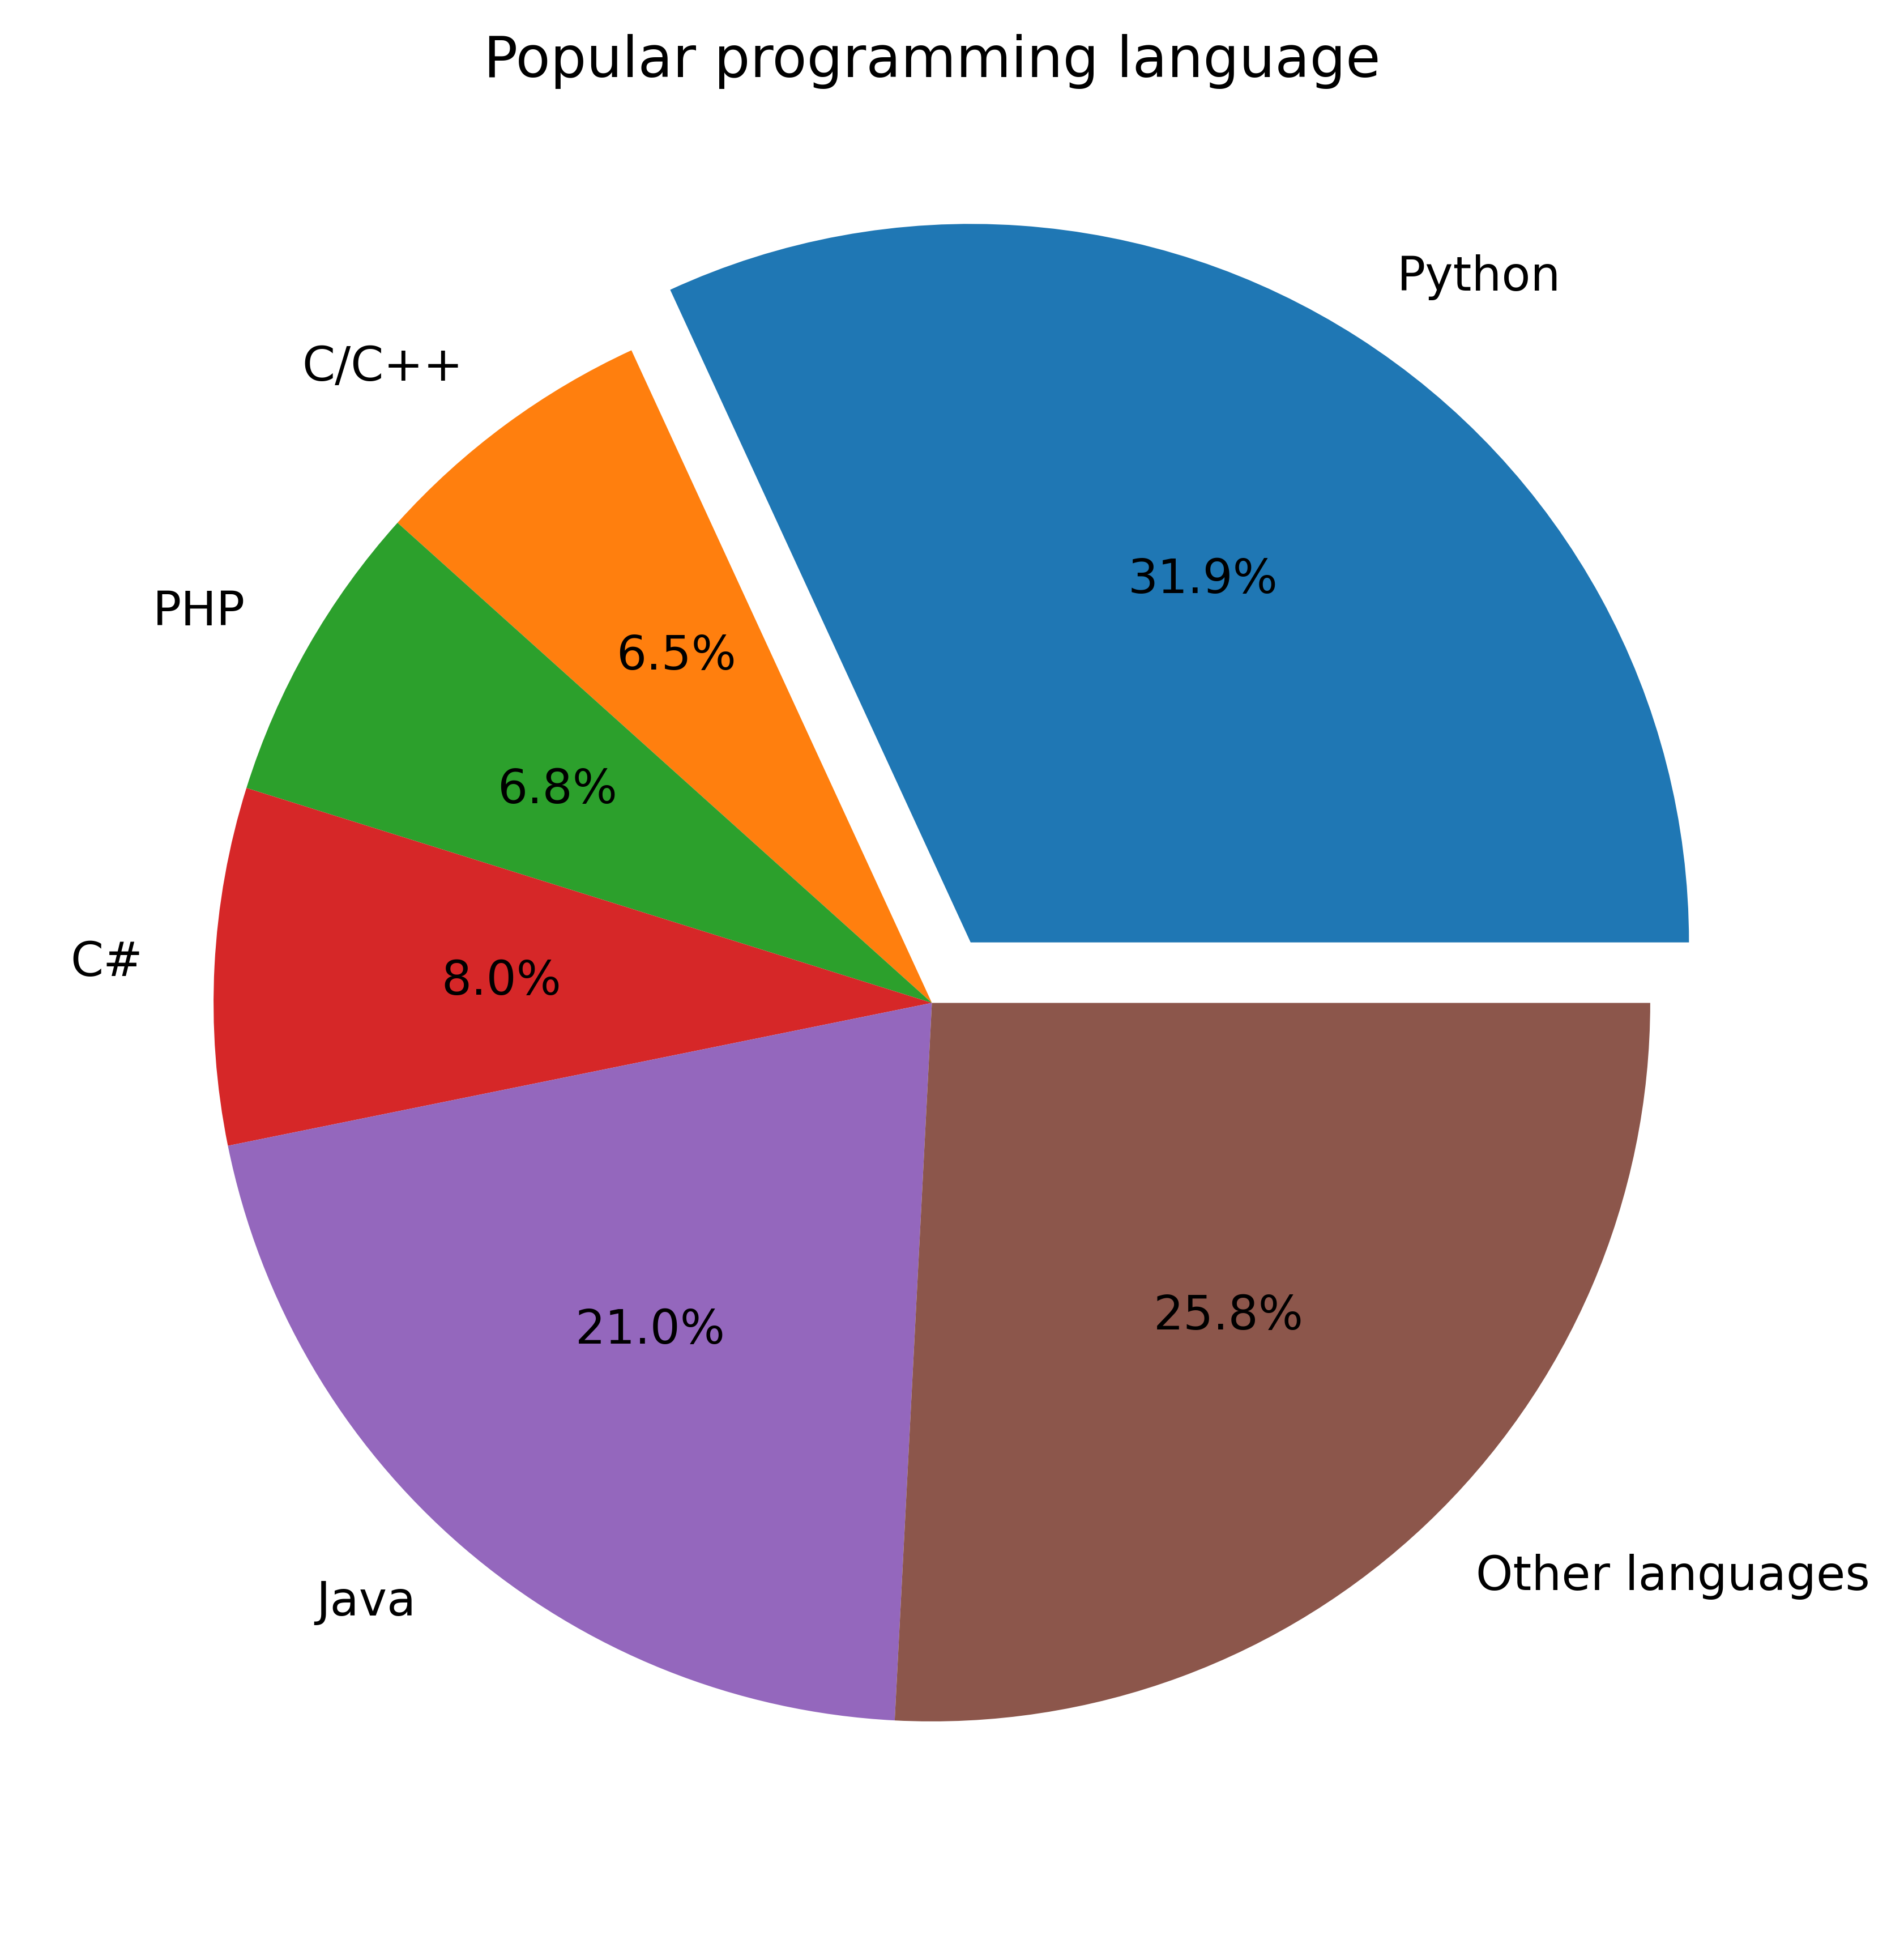 Popular programming language
Python
31.9%
C/C++
6.5%
PHP
6.8%
C#
8.0%
Java
21.0%
Other languages
25.8%